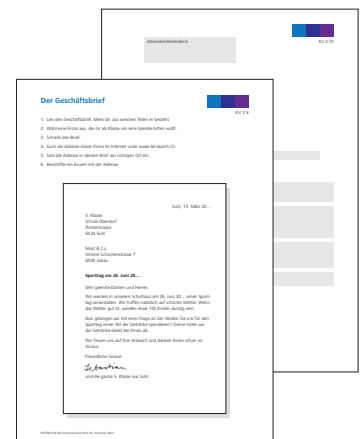 Absender/Absenderin
KV 2.10
Der Geschäftsbrief
KV 2.9
1. Lies den Geschäftsbrief. Merk dir, aus welchen Teilen er besteht.
2. Wähl eine Firma aus, die ihr als Klasse um eine Spende bitten wollt.
3. Schreib den Brief.
4. Such die Adresse dieser Firma im Internet unter www.tel.search.ch.
5. Setz die Adresse in deinem Brief am richtigen Ort ein.
6. Beschrifte ein Kuvert mit der Adresse.
Suhr, 15. März 20...
5. Klasse
Schule Oberdorf
5034 Suhr
Most & Co.
Hintere Schachenstrasse 7
5000 Aarau
Sporttag am 26. Juni 20...
Sehr geehrte Damen und Herren
Wir werden in unserem Schulhaus am 26. Juni 20... einen Sport-
tag veranstalten. Wir hoffen natürlich auf schönes Wetter. Wenn
das Wetter gut ist, werden etwa 100 Kinder durstig sein.
Nun gelangen wir mit einer Frage an Sie: Wollen Sie uns für den
Sporttag einen Teil der Getränke spendieren? Gerne holen wir
die Getränke direkt bei Ihnen ab.
Wir freuen uns auf Ihre Antwort und danken Ihnen schon im
Voraus.
Freundliche Grüsse
Sebastian
und die ganze 5. Klasse aus Suhr